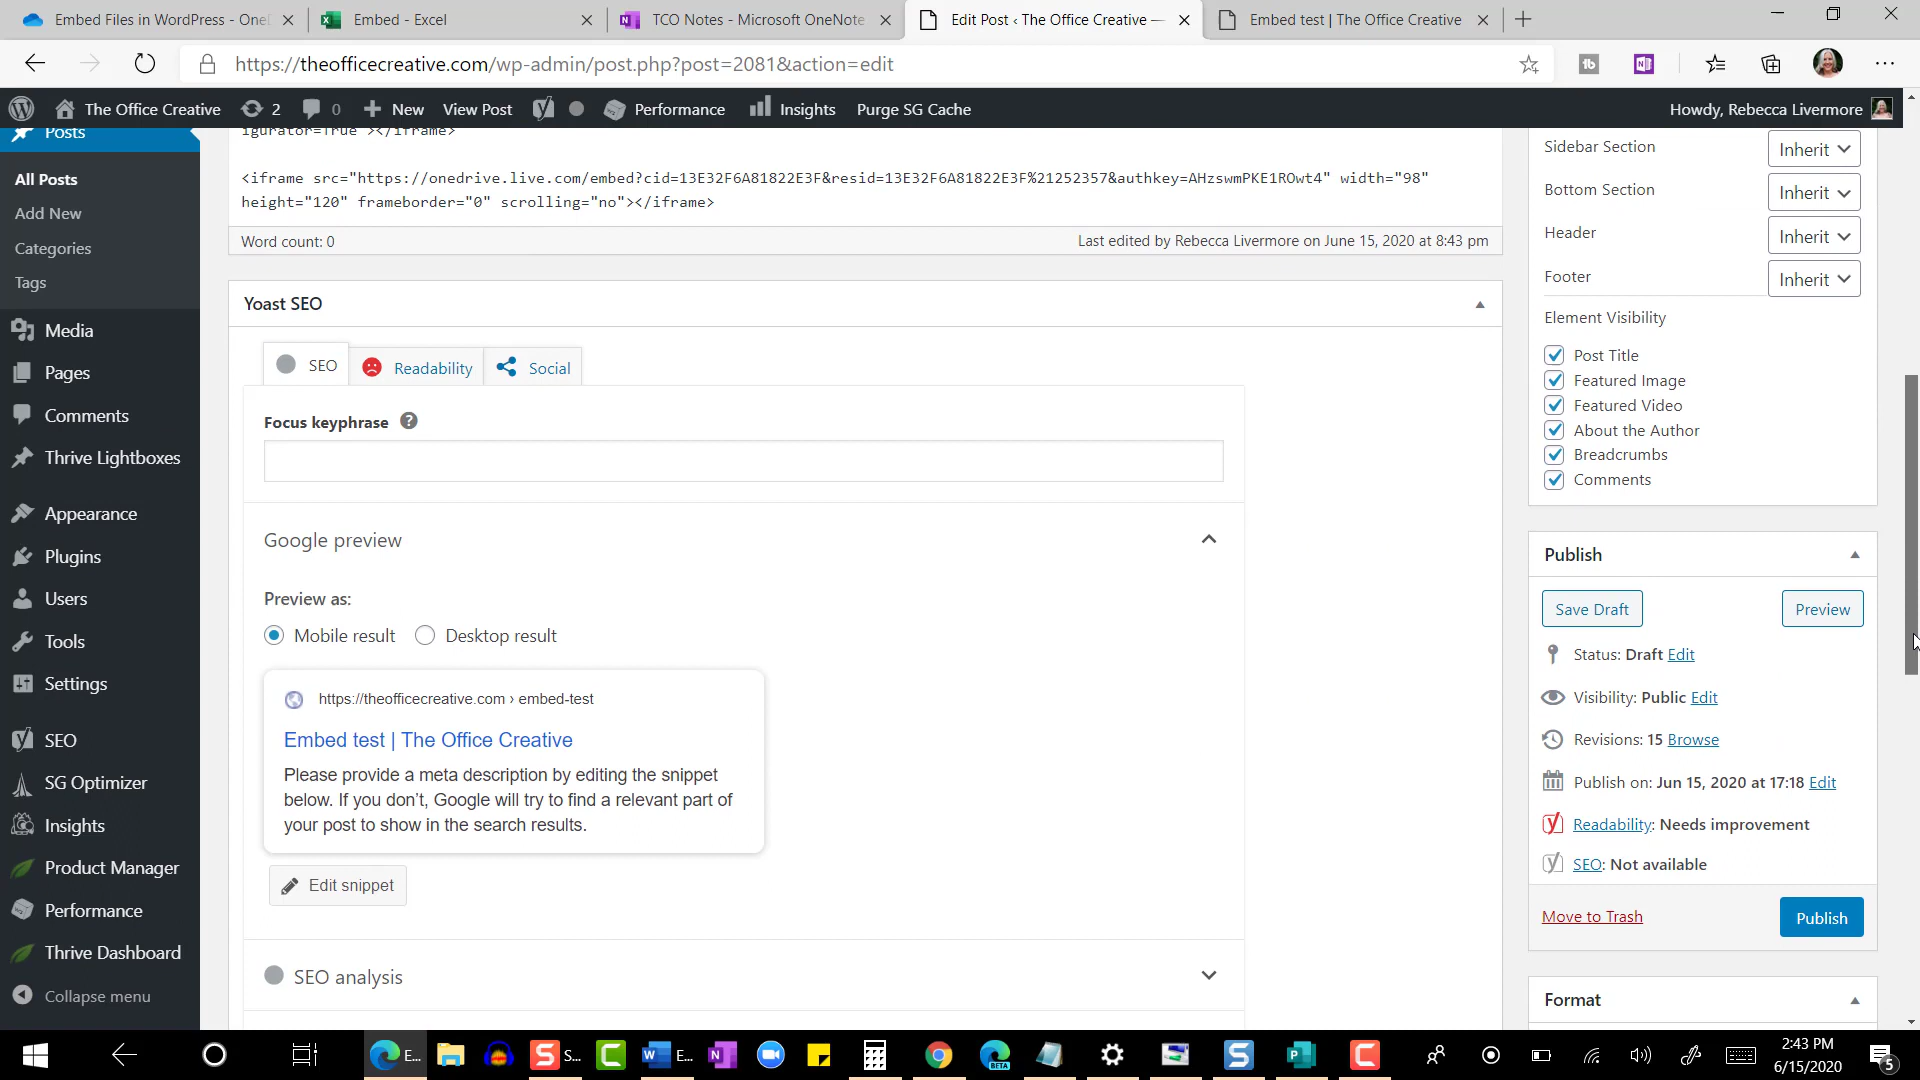 Embed Files in WordPress - OneD
Embed - Excel
TCO Notes - Microsoft OneNote
Edit Post ‹ The Office Creative —
Embed test | The Office Creative
https://theofficecreative.com/wp-admin/post.php?post=2081&action=edit
The Office Creative
2
0
New
View Post
Performance
Insights
Purge SG Cache
Howdy, Rebecca Livermore
Posts
All Posts
Add New
Categories
Tags
Media
Pages
Comments
Thrive Lightboxes
Appearance
Plugins
Users
Tools
Settings
SEO
SG Optimizer
Insights
Product Manager
Performance
Thrive Dashboard
Collapse menu
igurator=True"></iframe>
<iframe src="https://onedrive.live.com/embed?cid=13E32F6A81822E3F&resid=13E32F6A81822E3F%21252357&authkey=AHzswmPKE1ROwt4" width="98"
height="120" frameborder="0" scrolling="no"></iframe>
Word count: 0
Last edited by Rebecca Livermore on June 15, 2020 at 8:43 pm
Yoast SEO
SEO
Readability
Social
Focus keyphrase
Google preview
Preview as:
Mobile result
Desktop result
https://theofficecreative.com › embed-test
Embed test | The Office Creative
Please provide a meta description by editing the snippet
below. If you don’t, Google will try to find a relevant part of
your post to show in the search results.
Edit snippet
SEO analysis
Sidebar Section
Inherit
Bottom Section
Inherit
Header
Inherit
Footer
Inherit
Element Visibility
Post Title
Featured Image
Featured Video
About the Author
Breadcrumbs
Comments
Publish
Save Draft
Preview
Status: Draft Edit
Visibility: Public Edit
Revisions: 15 Browse
Publish on: Jun 15, 2020 at 17:18 Edit
Readability: Needs improvement
SEO: Not available
Move to Trash
Publish
Format
E...
S...
E...
BETA
2:43 PM
6/15/2020
5